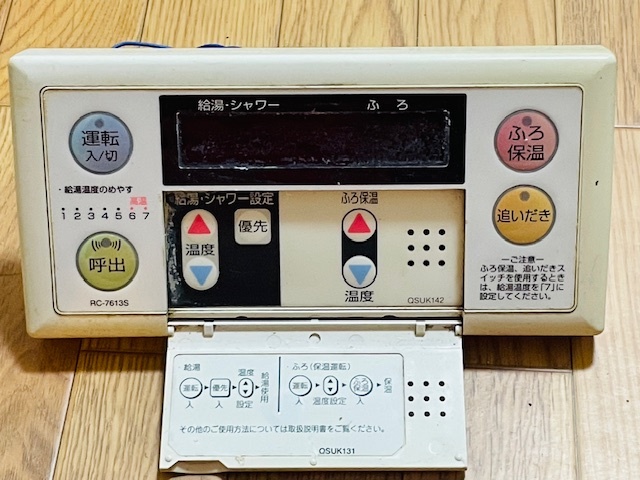 給湯・シャワー
ふろ
運転
入/切
・給湯温度のめやす
高温
1 2 3 4 5 6 7
呼出
RC-7613S
給湯・シャワー設定
優先
温度
ふろ保温
温度
QSUK142
ふろ
保温
追いだき
ーご注意ー
ふろ保温、追いだきス
イッチを使用するとき
は、給湯温度を「7」に
設定してください。
・給湯
運転
入
優先
入
温度
設定
給湯使用
・ふろ(保温運転)
運転
入
温度設定
ふろ
保温
入
保温
その他のご使用方法については取扱説明書をご覧ください。
QSUK131